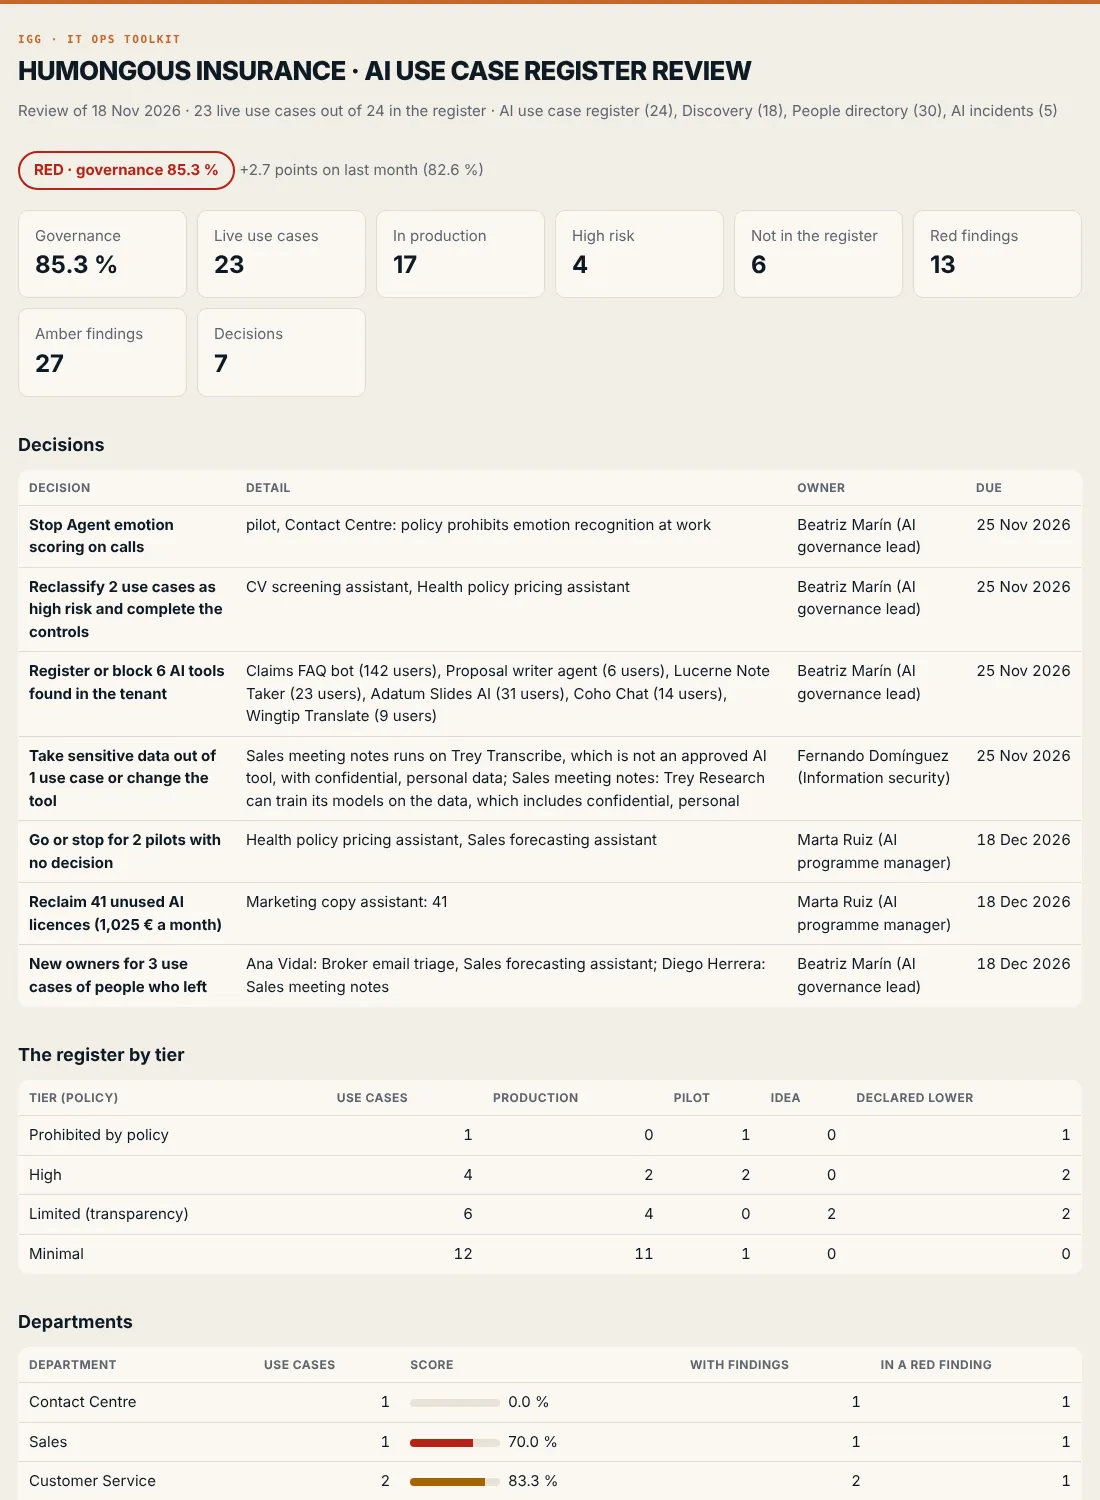 IGG · IT OPS TOOLKIT
HUMONGOUS INSURANCE · AI USE CASE REGISTER REVIEW
Review of 18 Nov 2026 · 23 live use cases out of 24 in the register · AI use case register (24), Discovery (18), People directory (30), AI incidents (5)
RED · governance 85.3 % +2.7 points on last month (82.6 %)
Governance Live use cases In production High risk Not in the register Red findings
85.3 % 23 17 4 6 13
Amber findings Decisions
27 7
Decisions
DECISION DETAIL OWNER DUE
Stop Agent emotion pilot, Contact Centre: policy prohibits emotion recognition at work Beatriz Marín (AI 25 Nov 2026
scoring on calls governance lead)
Reclassify 2 use cases as CV screening assistant, Health policy pricing assistant Beatriz Marín (AI 25 Nov 2026
high risk and complete the governance lead)
controls
Register or block 6 AI tools Claims FAQ bot (142 users), Proposal writer agent (6 users), Lucerne Note Beatriz Marín (AI 25 Nov 2026
found in the tenant Taker (23 users), Adatum Slides AI (31 users), Coho Chat (14 users), governance lead)
Wingtip Translate (9 users)
Take sensitive data out of Sales meeting notes runs on Trey Transcribe, which is not an approved AI Fernando Domínguez 25 Nov 2026
1 use case or change the tool, with confidential, personal data; Sales meeting notes: Trey Research (Information security)
tool can train its models on the data, which includes confidential, personal
Go or stop for 2 pilots with Health policy pricing assistant, Sales forecasting assistant Marta Ruiz (AI 18 Dec 2026
no decision programme manager)
Reclaim 41 unused AI Marketing copy assistant: 41 Marta Ruiz (AI 18 Dec 2026
licences (1,025 € a month) programme manager)
New owners for 3 use Ana Vidal: Broker email triage, Sales forecasting assistant; Diego Herrera: Beatriz Marín (AI 18 Dec 2026
cases of people who left Sales meeting notes governance lead)
The register by tier
TIER (POLICY) USE CASES PRODUCTION PILOT IDEA DECLARED LOWER
Prohibited by policy 1 0 1 0 1
High 4 2 2 0 2
Limited (transparency) 6 4 0 2 2
Minimal 12 11 1 0 0
Departments
DEPARTMENT USE CASES SCORE WITH FINDINGS IN A RED FINDING
Contact Centre 1 0.0 % 1 1
Sales 1 70.0 % 1 1
Customer Service 2 83.3 % 2 1